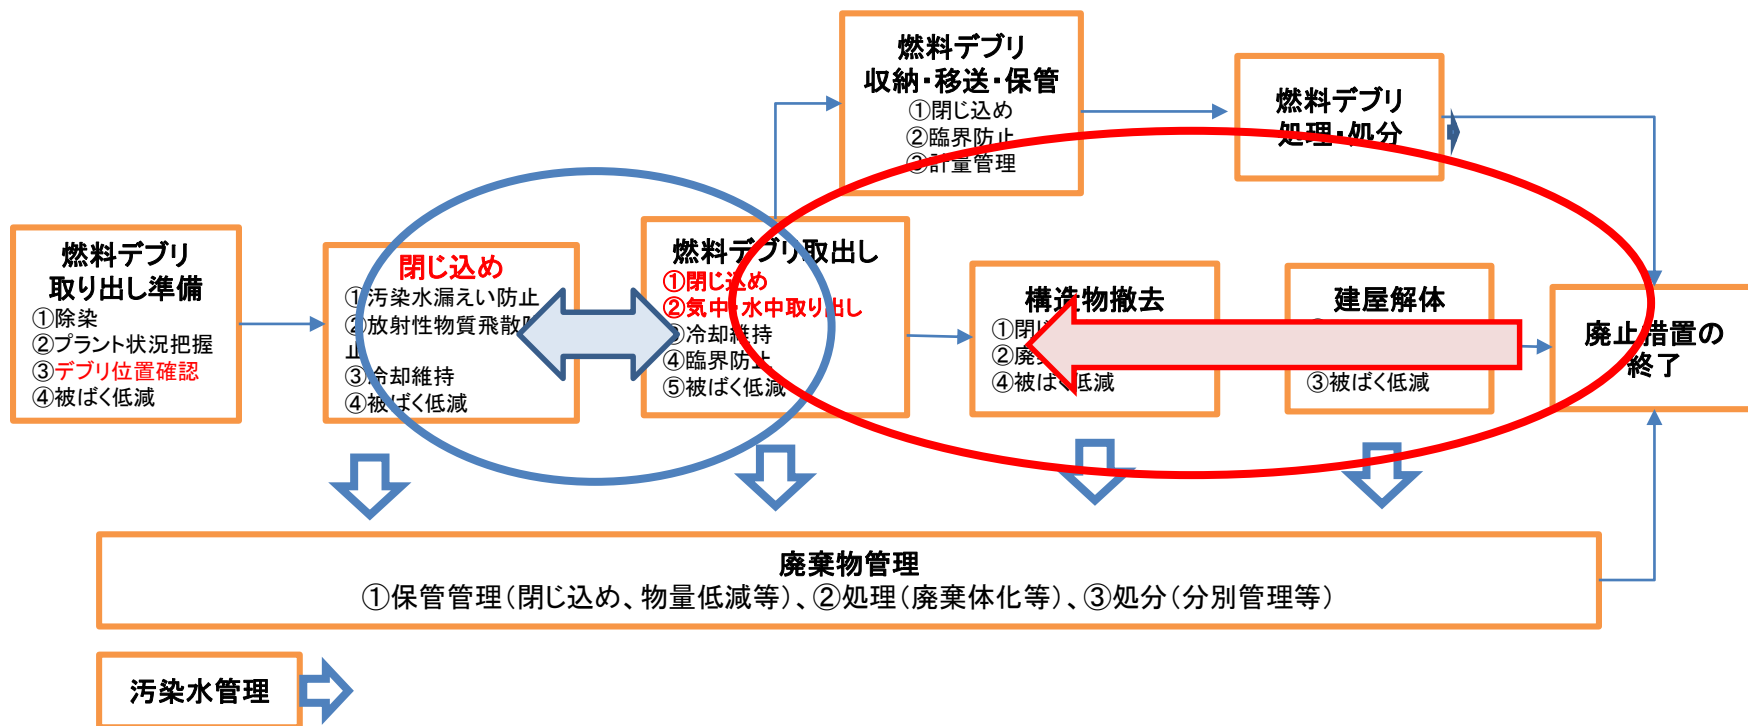 燃料デブリ
収納・移送・保管
①閉じ込め
②臨界防止
③計量管理
燃料デブリ
処理・処分
燃料デブリ
取り出し準備
①除染
②プラント状況把握
③デブリ位置確認
④被ばく低減
閉じ込め
①汚染水漏えい防止
②放射性物質飛散
止
③冷却維持
④被ばく低減
燃料デブリ取出し
①閉じ込め
②気中・水中取り出し
③冷却維持
④臨界防止
⑤被ばく低減
構造物撤去
①閉
②廃
④被ばく低減
建屋解体
③被ばく低減
廃止措置の
終了
廃棄物管理
①保管管理(閉じ込め、物量低減等)、②処理(廃棄体化等)、③処分(分別管理等)
汚染水管理